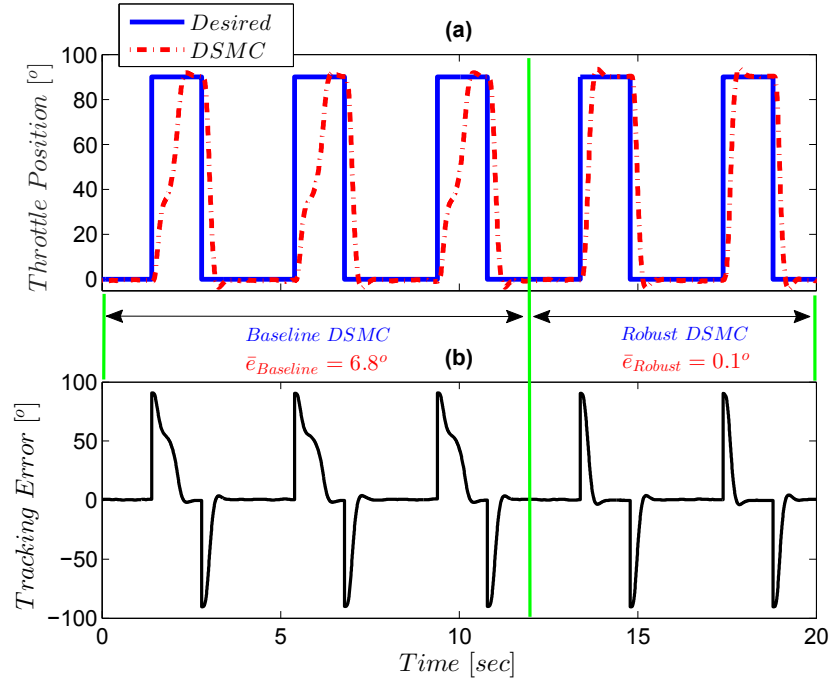 Desired
DSMC
(a)
Throttle Position [°]
100
80
60
40
20
0
Baseline DSMC
Robust DSMC
ē_Baseline = 6.8°
(b)
ē_Robust = 0.1°
Tracking Error [°]
100
50
0
−50
−100
0
5
10
15
20
Time [sec]